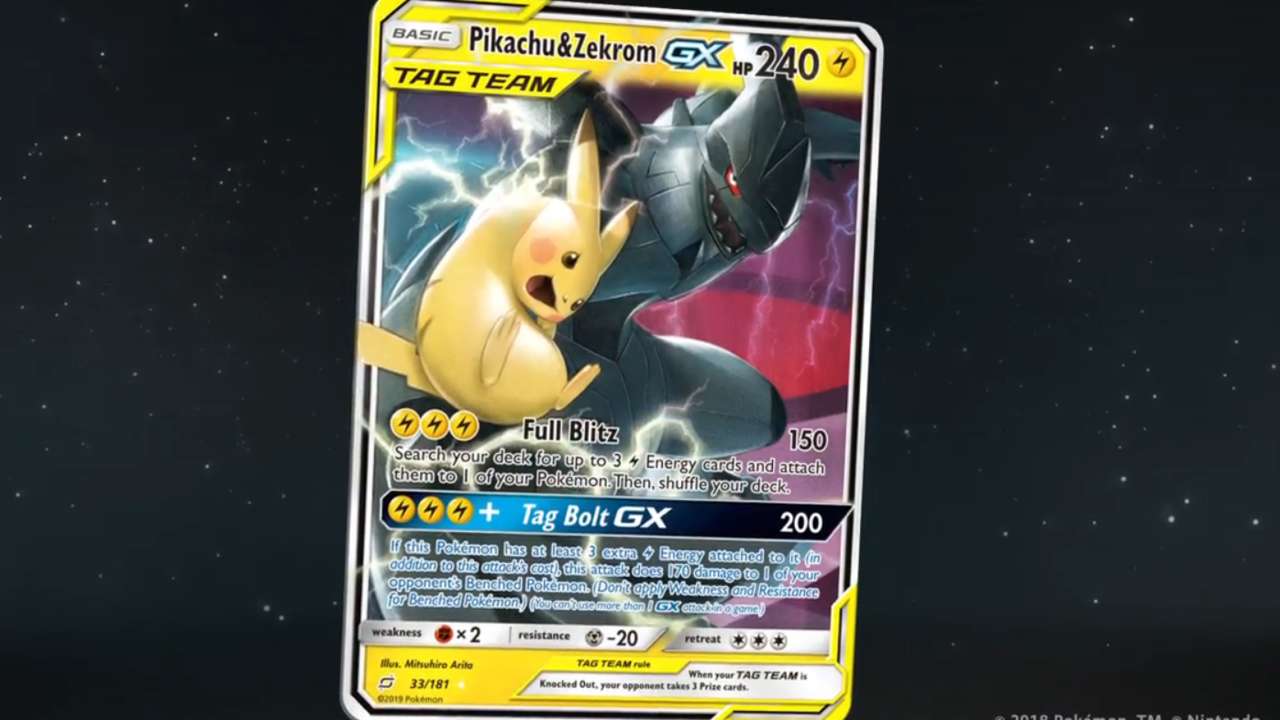 BASIC Pikachu&Zekrom GX HP 240
TAG TEAM
Full Blitz 150
Search your deck for up to 3 Energy cards and attach
them to 1 of your Pokémon. Then, shuffle your deck.
+ Tag Bolt GX 200
If this Pokémon has at least 3 extra Energy attached to it (in
addition to this attack's cost), this attack does 170 damage to 1 of your
opponent's Benched Pokémon. (Don't apply Weakness and Resistance
for Benched Pokémon.) (You can't use more than 1 GX attack in a game.)
weakness ×2 resistance -20 retreat
Illus. Mitsuhiro Arita
33/181
©2019 Pokémon
TAG TEAM rule
When your TAG TEAM is
Knocked Out, your opponent takes 3 Prize cards.
© 2018 Pokémon. TM, ® Nintendo